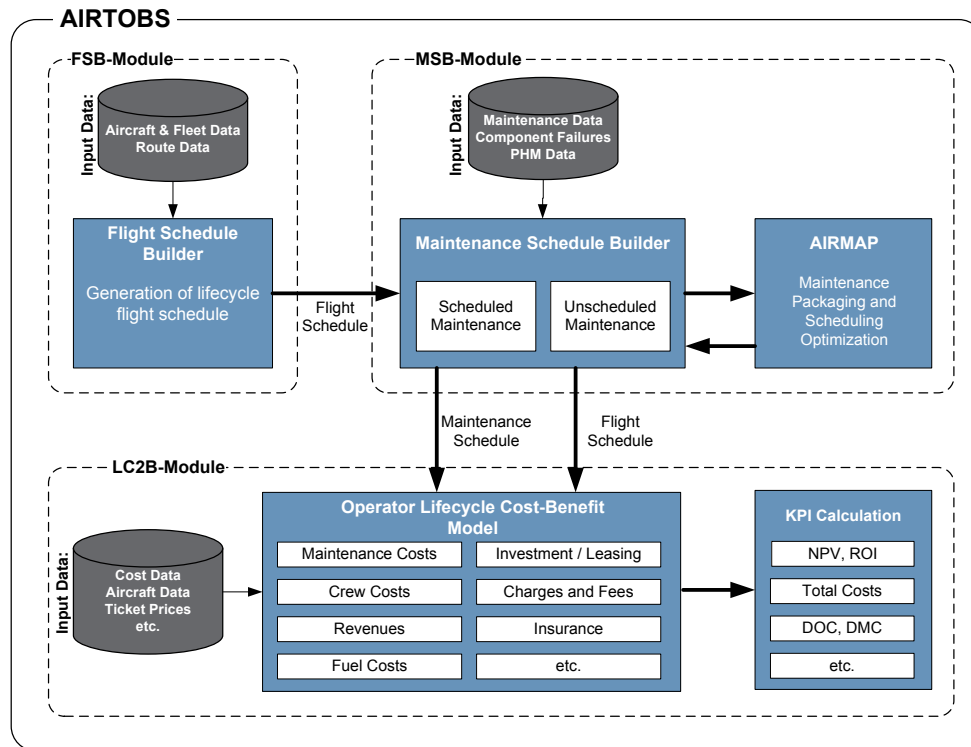 AIRTOBS
FSB-Module
Input Data:
Aircraft & Fleet Data
Route Data
Flight Schedule
Builder
Generation of lifecycle
flight schedule
Flight
Schedule
MSB-Module
Input Data:
Maintenance Data
Component Failures
PHM Data
Maintenance Schedule Builder
Scheduled
Maintenance
Unscheduled
Maintenance
AIRMAP
Maintenance
Packaging and
Scheduling
Optimization
Maintenance
Schedule
Flight
Schedule
LC2B-Module
Input Data:
Cost Data
Aircraft Data
Ticket Prices
etc.
Operator Lifecycle Cost-Benefit
Model
Maintenance Costs
Investment / Leasing
Crew Costs
Charges and Fees
Revenues
Insurance
Fuel Costs
etc.
KPI Calculation
NPV, ROI
Total Costs
DOC, DMC
etc.